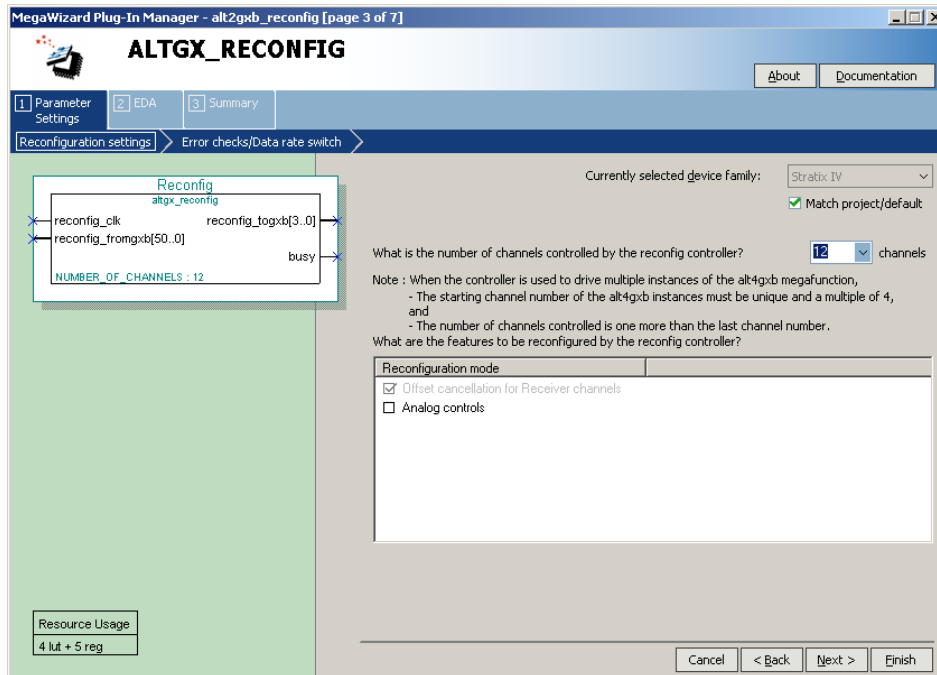 MegaWizard Plug-In Manager - alt2gxb_reconfig [page 3 of 7]
ALTGX_RECONFIG
About
Documentation
1 Parameter Settings
2 EDA
3 Summary
Reconfiguration settings
Error checks/Data rate switch
Reconfig
altgx_reconfig
reconfig_clk
reconfig_togxb[3..0]
reconfig_fromgxb[50..0]
busy
NUMBER_OF_CHANNELS : 12
Currently selected device family:
Stratix IV
Match project/default
What is the number of channels controlled by the reconfig controller?
12
channels
Note : When the controller is used to drive multiple instances of the alt4gxb megafunction,
- The starting channel number of the alt4gxb instances must be unique and a multiple of 4,
and
- The number of channels controlled is one more than the last channel number.
What are the features to be reconfigured by the reconfig controller?
Reconfiguration mode
Offset cancellation for Receiver channels
Analog controls
Resource Usage
4 lut + 5 reg
Cancel
< Back
Next >
Finish